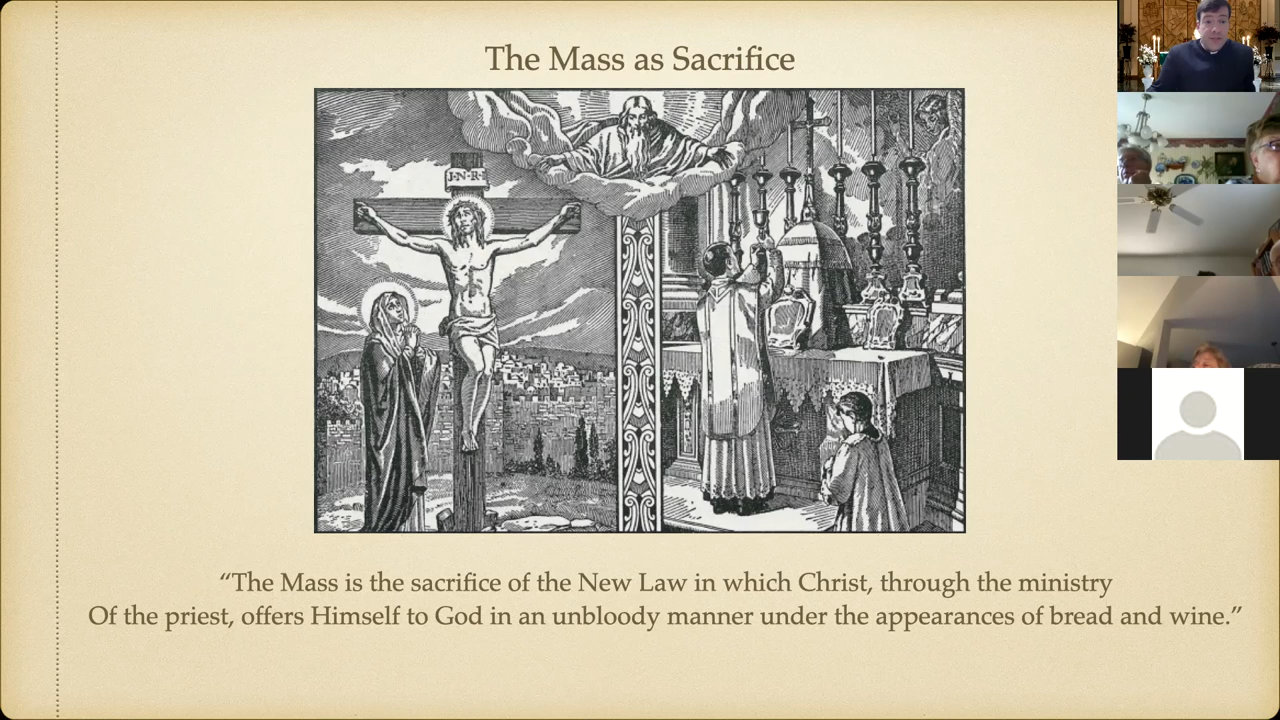 The Mass as Sacrifice
J·N·R·I
“The Mass is the sacrifice of the New Law in which Christ, through the ministry
Of the priest, offers Himself to God in an unbloody manner under the appearances of bread and wine.”